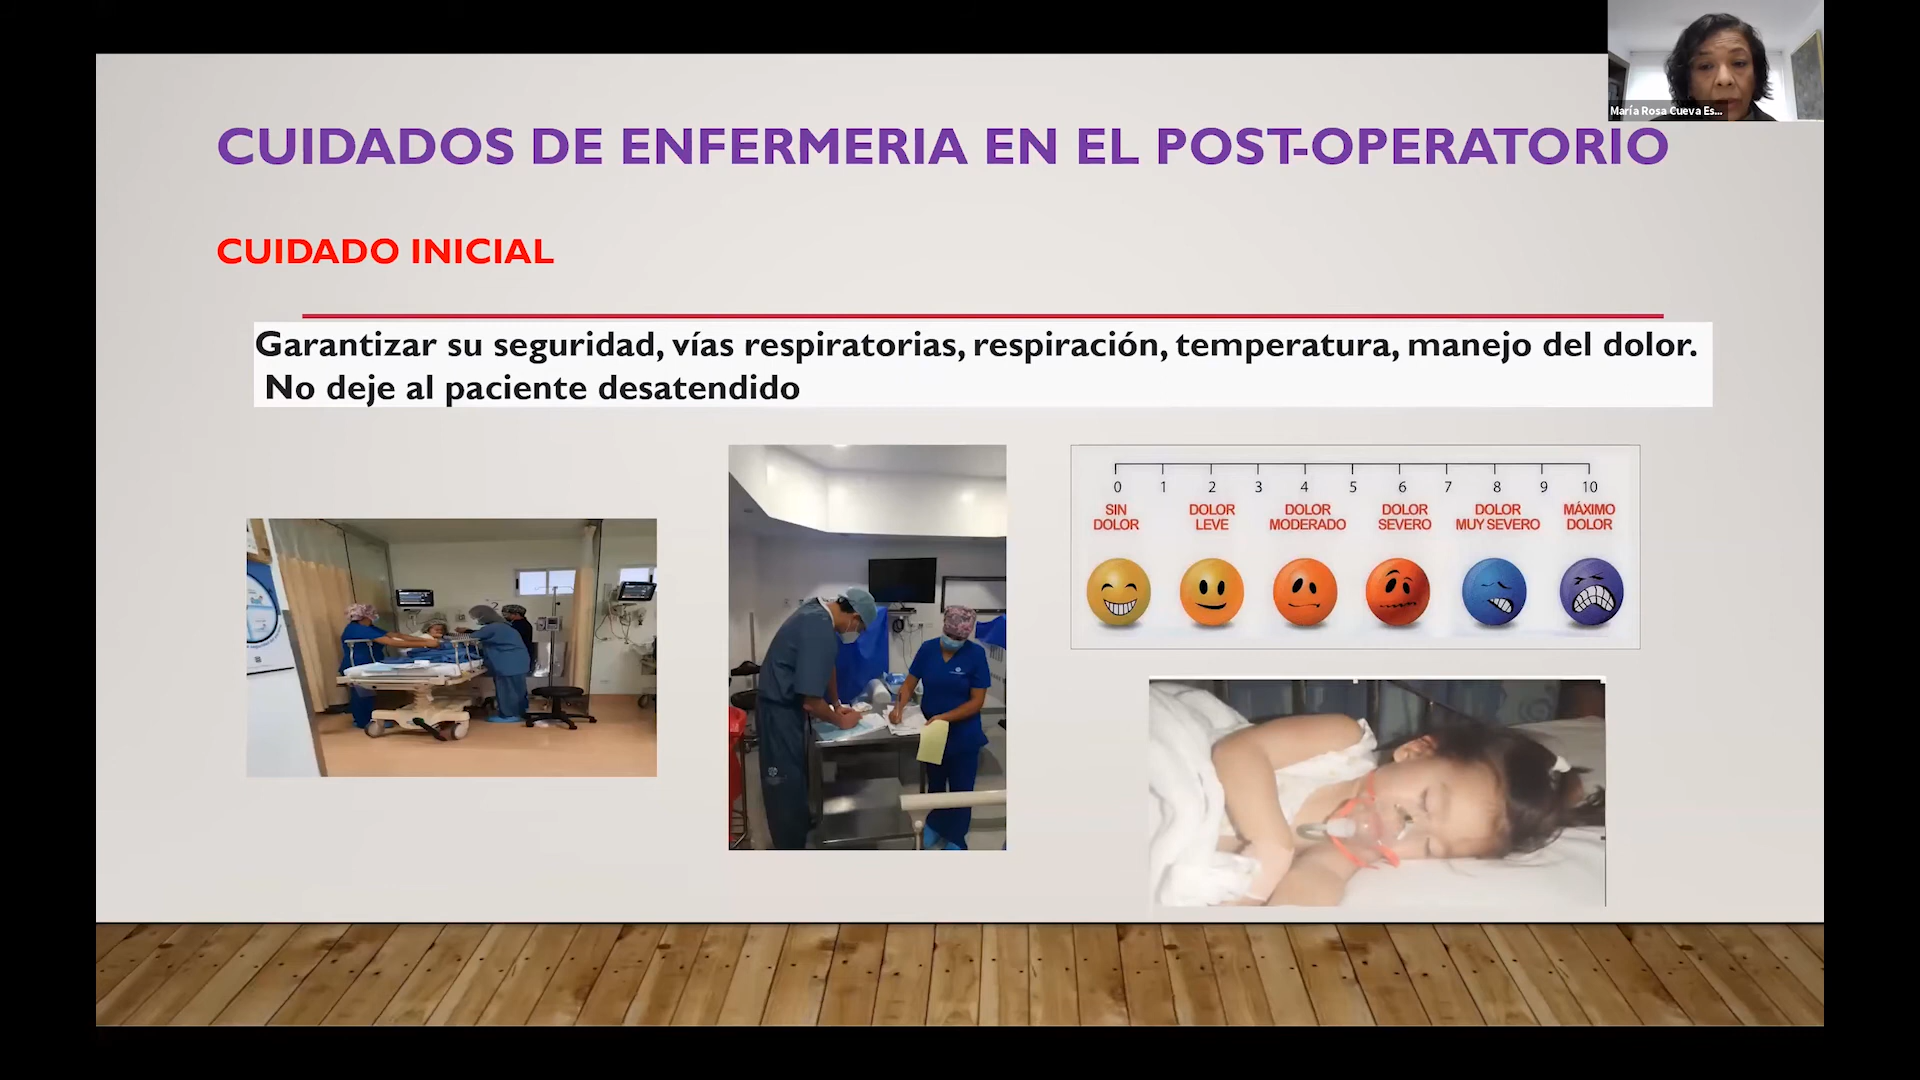 María Rosa Cueva Es...
CUIDADOS DE ENFERMERIA EN EL POST-OPERATORIO
CUIDADO INICIAL
Garantizar su seguridad, vías respiratorias, respiración, temperatura, manejo del dolor.
No deje al paciente desatendido
0 1 2 3 4 5 6 7 8 9 10
SIN DOLOR DOLOR DOLOR DOLOR MÁXIMO
DOLOR LEVE MODERADO SEVERO MUY SEVERO DOLOR